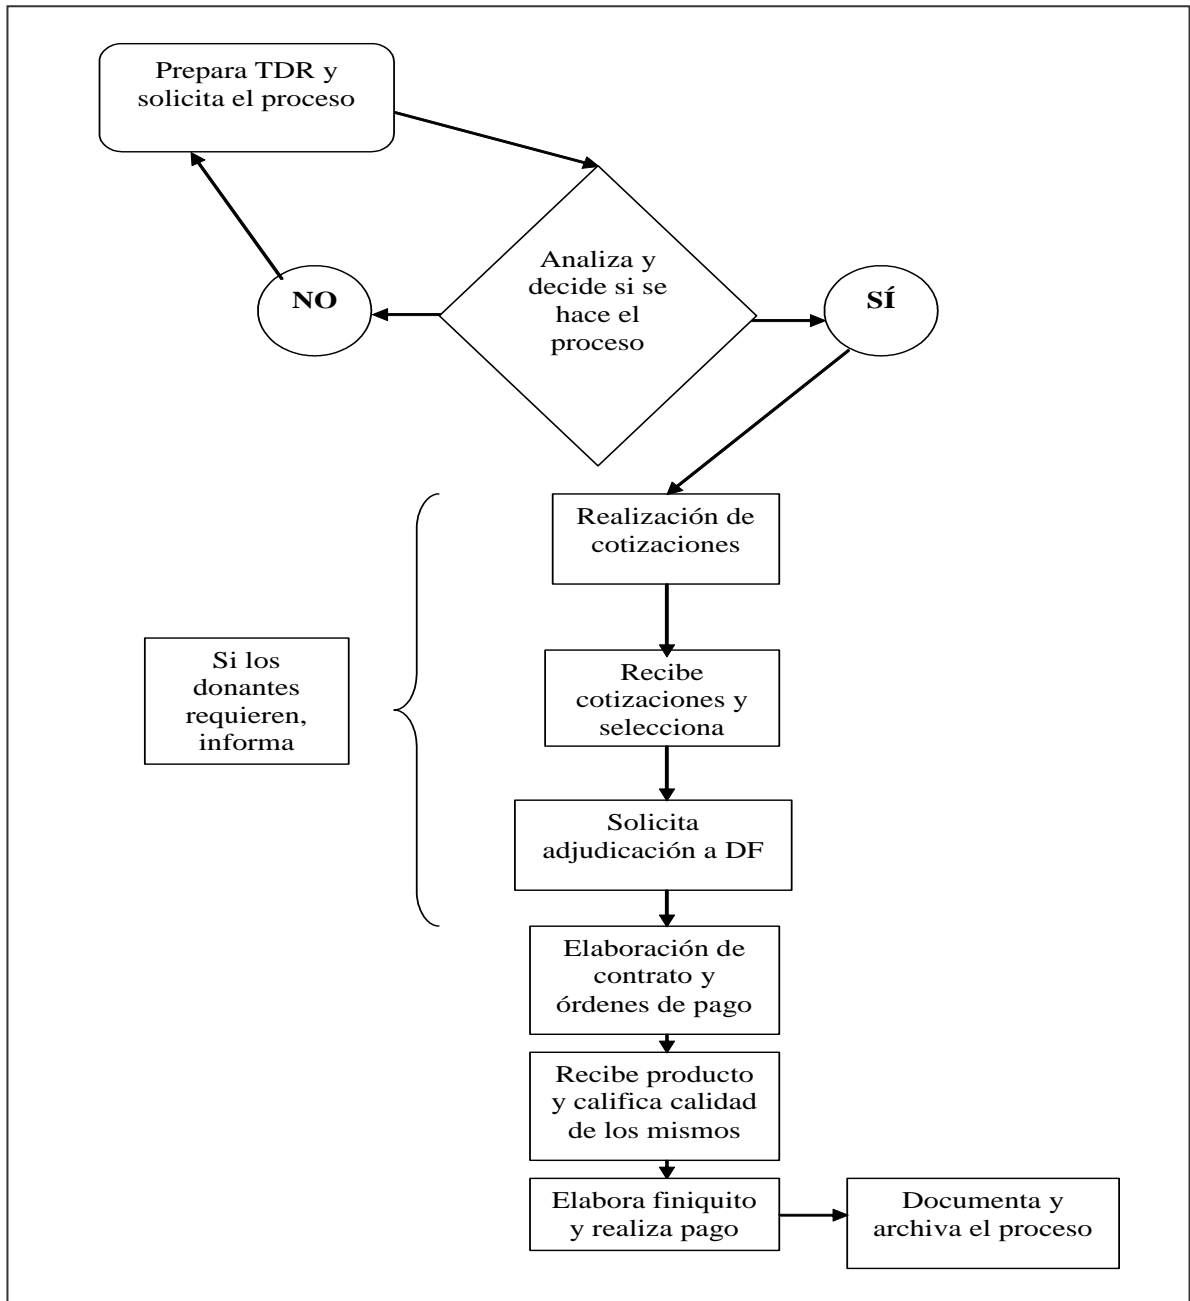 Prepara TDR y
solicita el proceso
Analiza y
decide si se
hace el
proceso
NO
SÍ
Realización de
cotizaciones
Recibe
cotizaciones y
selecciona
Si los
donantes
requieren,
informa
Solicita
adjudicación a DF
Elaboración de
contrato y
órdenes de pago
Recibe producto
y califica calidad
de los mismos
Elabora finiquito
y realiza pago
Documenta y
archiva el proceso